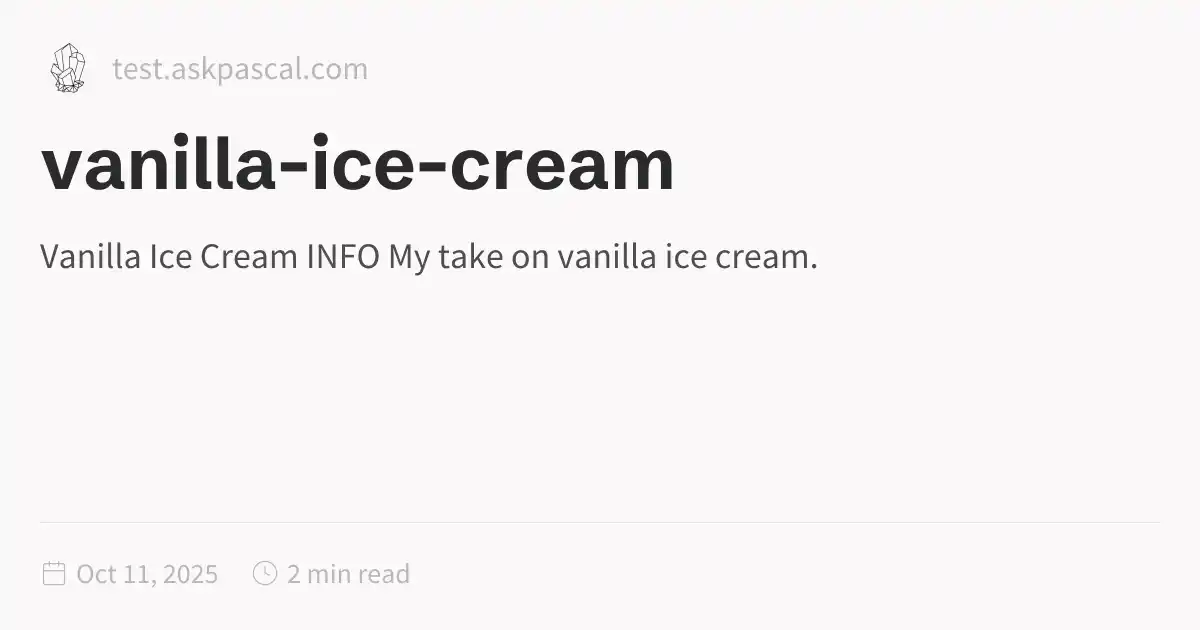 test.askpascal.com
vanilla-ice-cream
Vanilla Ice Cream INFO My take on vanilla ice cream.
Oct 11, 2025 2 min read